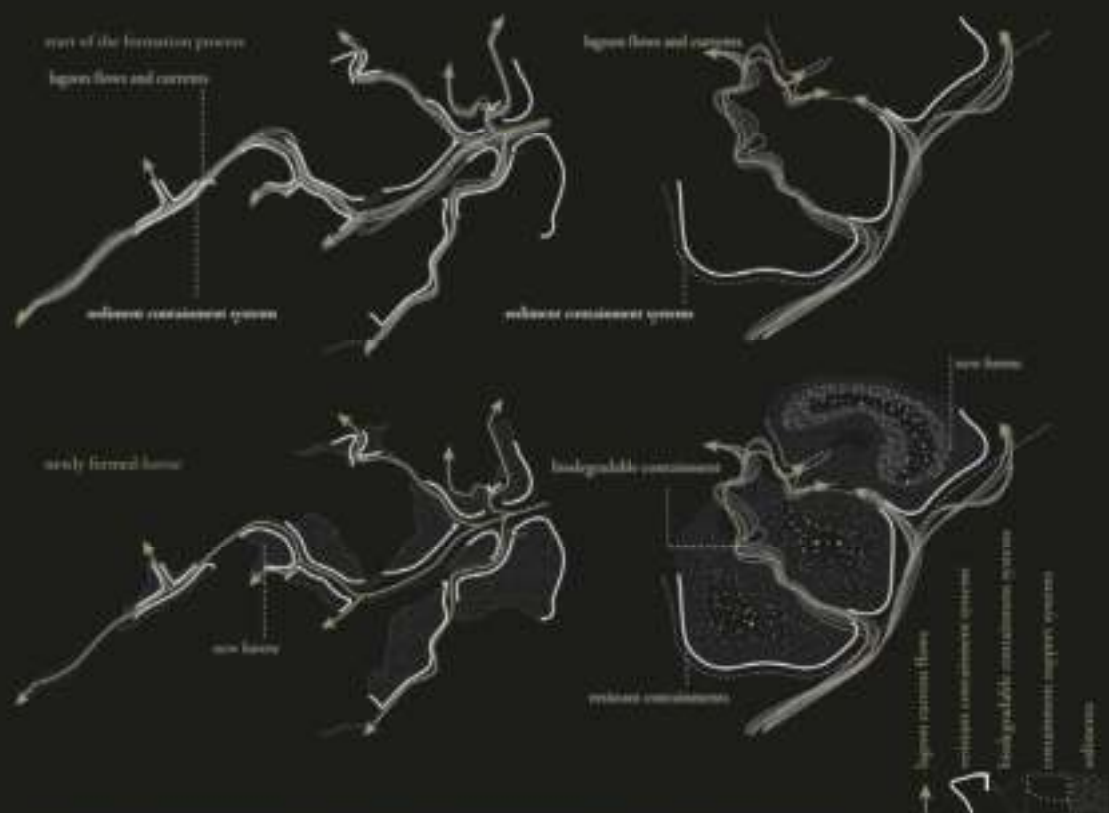 start of the formation process
lagoon flows and currents
sediment containment systems
lagoon flows and currents
sediment containment systems
newly formed barene
new barene
new barene
biodegradable containment
resistant containments
lagoon current flows
resistant containment systems
biodegradable containment systems
containment support systems
sediments